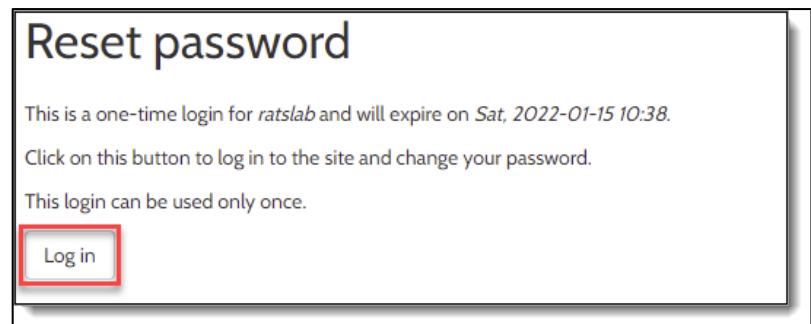 Reset password
This is a one-time login for ratslab and will expire on Sat, 2022-01-15 10:38.
Click on this button to log in to the site and change your password.
This login can be used only once.
Log in